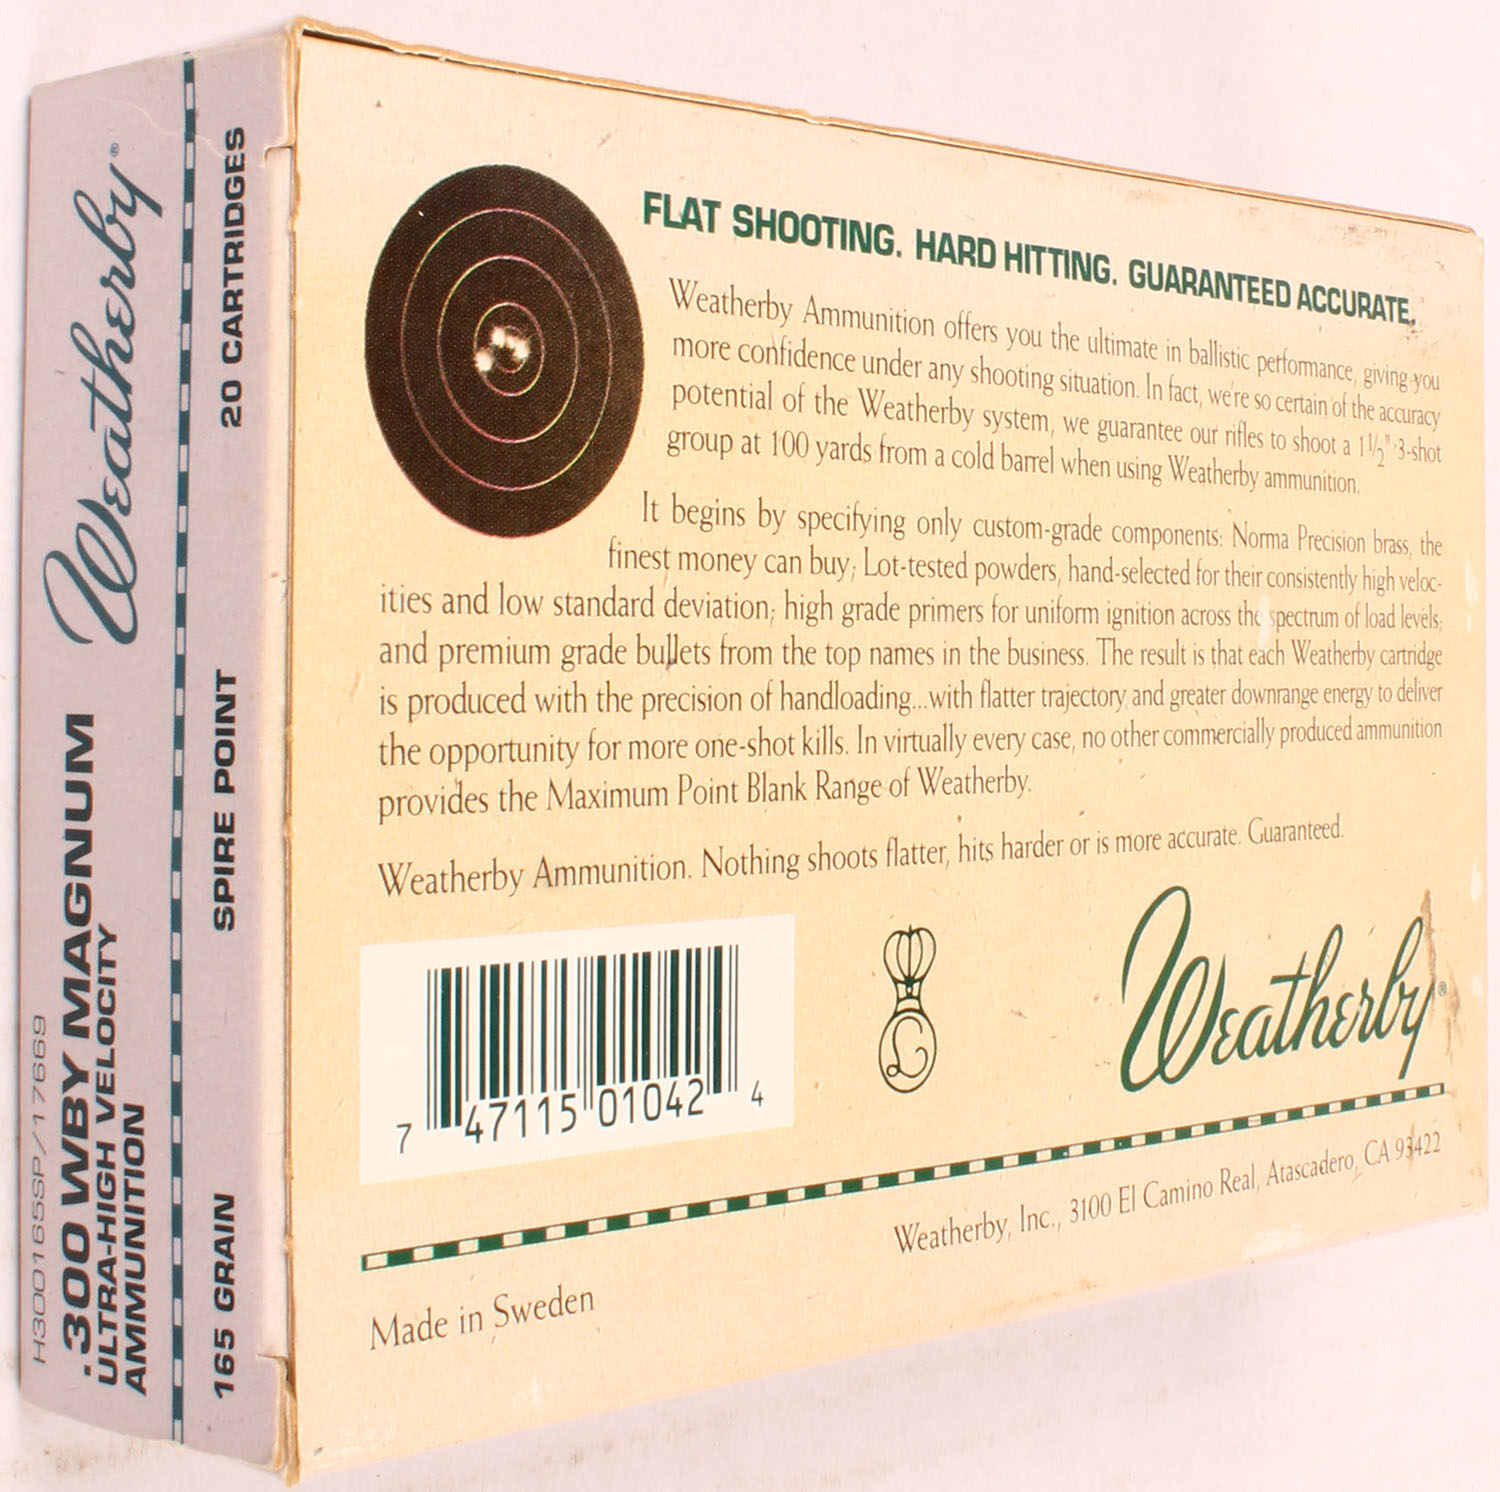 Weatherby®
H300165SP/17669
.300 WBY MAGNUM
ULTRA-HIGH VELOCITY
AMMUNITION
165 GRAIN SPIRE POINT 20 CARTRIDGES
FLAT SHOOTING. HARD HITTING. GUARANTEED ACCURATE.
Weatherby Ammunition offers you the ultimate in ballistic performance, giving you
more confidence under any shooting situation. In fact, we're so certain of the accuracy
potential of the Weatherby system, we guarantee our rifles to shoot a 1 1/2" 3-shot
group at 100 yards from a cold barrel when using Weatherby ammunition.
It begins by specifying only custom-grade components: Norma Precision brass, the
finest money can buy; Lot-tested powders, hand-selected for their consistently high veloc-
ities and low standard deviation; high grade primers for uniform ignition across the spectrum of load levels;
and premium grade bullets from the top names in the business. The result is that each Weatherby cartridge
is produced with the precision of handloading...with flatter trajectory and greater downrange energy to deliver
the opportunity for more one-shot kills. In virtually every case, no other commercially produced ammunition
provides the Maximum Point Blank Range of Weatherby.
Weatherby Ammunition. Nothing shoots flatter, hits harder or is more accurate. Guaranteed.
7 47115 01042 4
L
Weatherby®
Weatherby, Inc., 3100 El Camino Real, Atascadero, CA 93422
Made in Sweden